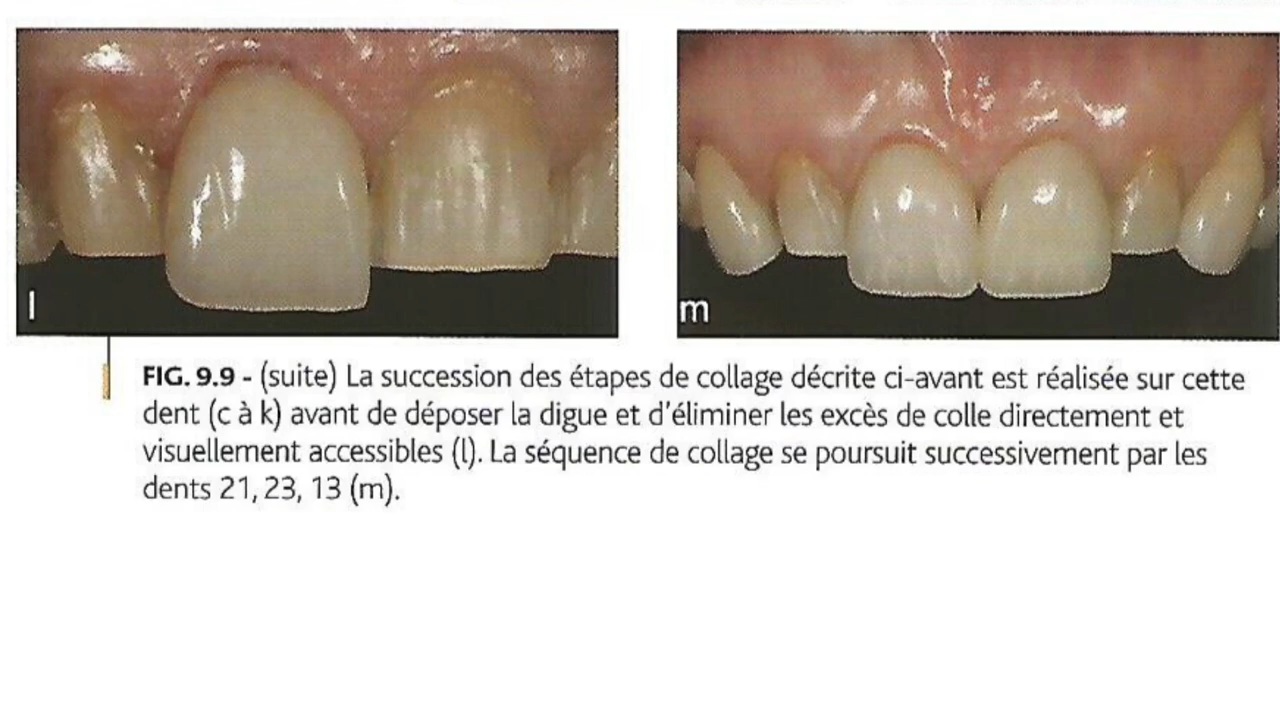 l
m
FIG. 9.9 - (suite) La succession des étapes de collage décrite ci-avant est réalisée sur cette
dent (c à k) avant de déposer la digue et d'éliminer les excès de colle directement et
visuellement accessibles (l). La séquence de collage se poursuit successivement par les
dents 21, 23, 13 (m).